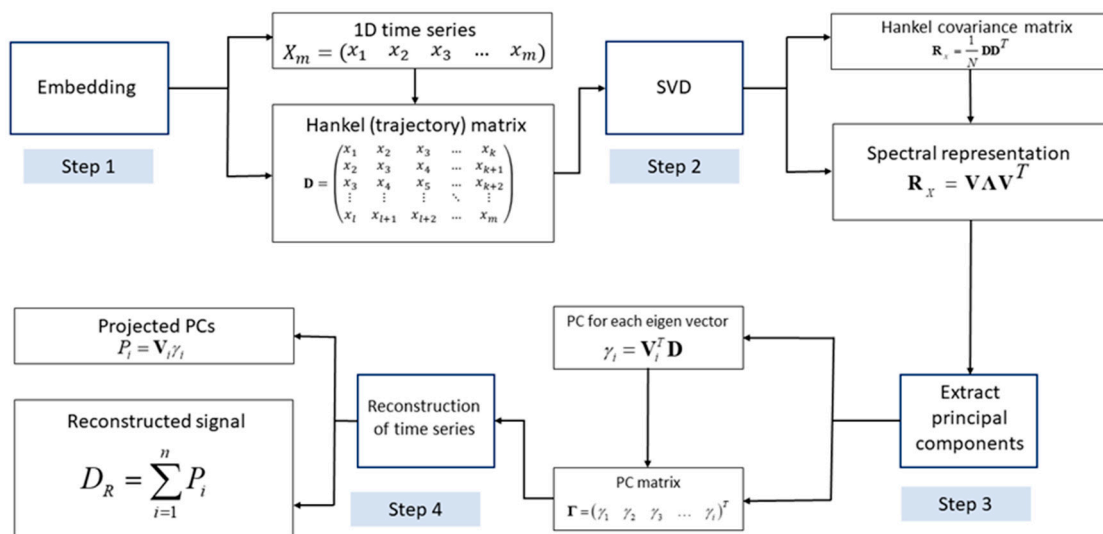 Embedding
Step 1
1D time series
X_m = (x_1 x_2 x_3 … x_m)
Hankel (trajectory) matrix
D = ( x_1 x_2 x_3 … x_k
x_2 x_3 x_4 … x_{k+1}
x_3 x_4 x_5 … x_{k+2}
⋮ ⋮ ⋮ ⋱ ⋮
x_l x_{l+1} x_{l+2} … x_m )
SVD
Step 2
Hankel covariance matrix
R_x = 1/N DD^T
Spectral representation
R_X = VΛV^T
Extract
principal
components
Step 3
PC for each eigen vector
γ_i = V_i^T D
PC matrix
Γ = (γ_1 γ_2 γ_3 … γ_i)^T
Reconstruction
of time series
Step 4
Projected PCs
P_i = V_i γ_i
Reconstructed signal
D_R = ∑_{i=1}^{n} P_i